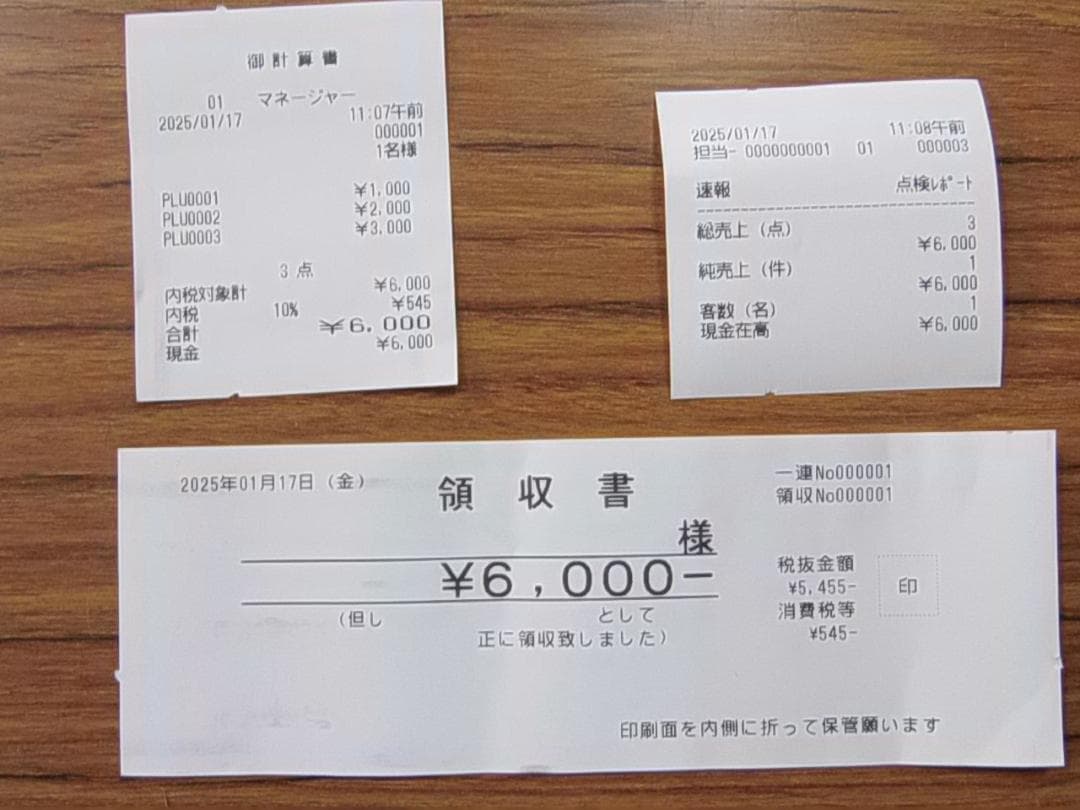 御計算書
01 マネージャー
2025/01/17 11:07午前
000001
1名様
PLU0001 ¥1,000
PLU0002 ¥2,000
PLU0003 ¥3,000
3 点
内税対象計 ¥6,000
内税 10% ¥545
合計 ¥6,000
現金 ¥6,000
2025/01/17 11:08午前
担当- 0000000001 01 000003
速報 点検ﾚﾎﾟｰﾄ
総売上(点) 3
¥6,000
純売上(件) 1
¥6,000
客数(名) 1
現金在高 ¥6,000
2025年01月17日(金)
領収書
一連No000001
領収No000001
様
¥6,000-
(但し として
正に領収致しました)
税抜金額
¥5,455-
消費税等
¥545-
印
印刷面を内側に折って保管願います